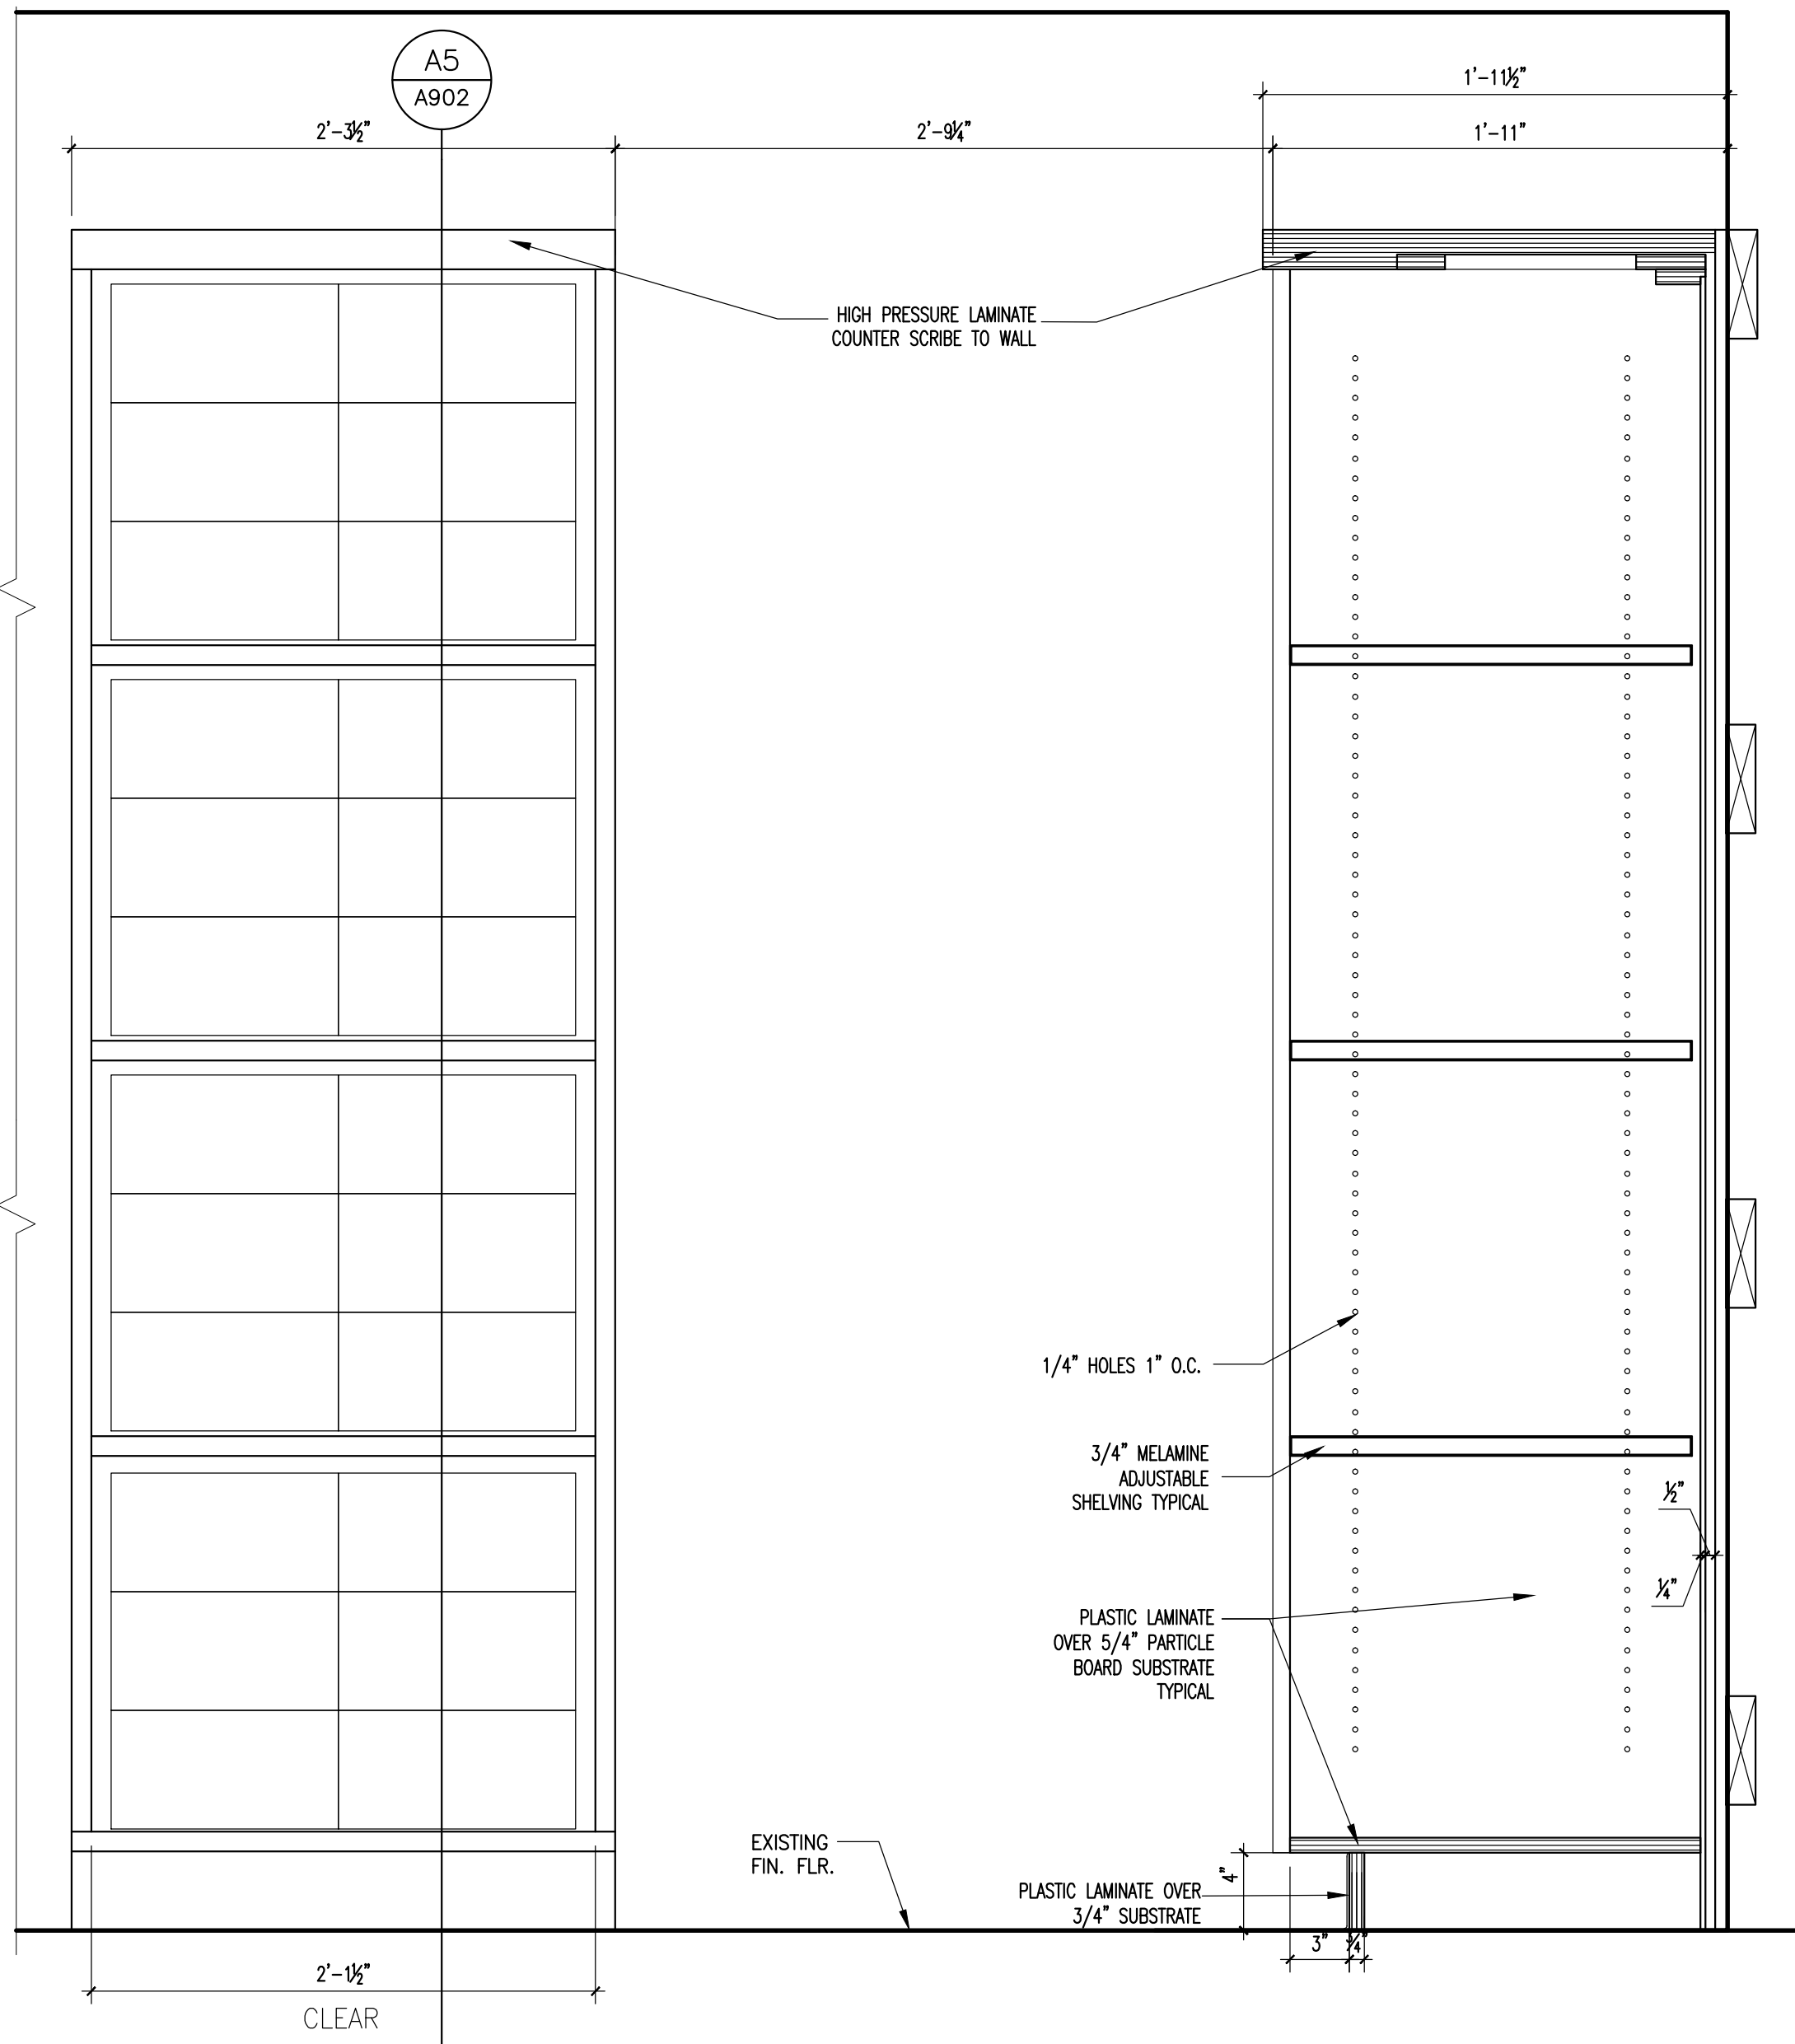 A5
A902
1'-11½"
2'-3½"
2'-9¼"
1'-11"
HIGH PRESSURE LAMINATE
COUNTER SCRIBE TO WALL
1/4" HOLES 1" O.C.
3/4" MELAMINE
ADJUSTABLE
SHELVING TYPICAL
½"
¼"
PLASTIC LAMINATE
OVER 5/4" PARTICLE
BOARD SUBSTRATE
TYPICAL
EXISTING
FIN. FLR.
4"
PLASTIC LAMINATE OVER
3/4" SUBSTRATE
3"
¾"
2'-1½"
CLEAR